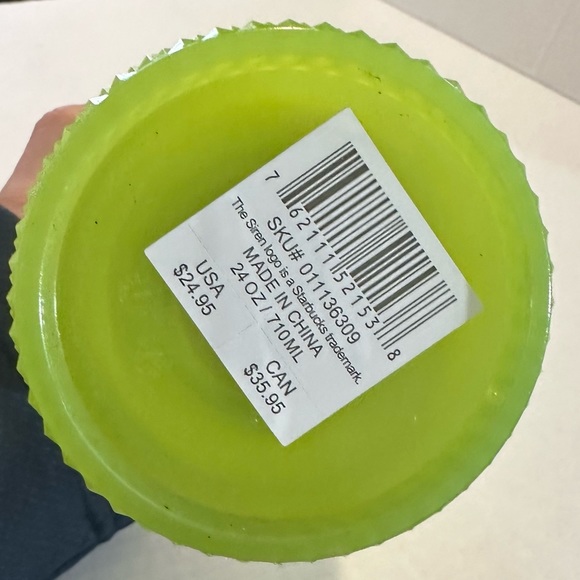 7 62111 52153 8
SKU# 011136309
The Siren logo is a Starbucks trademark.
MADE IN CHINA
24 OZ / 710ML
USA CAN
$24.95 $35.95